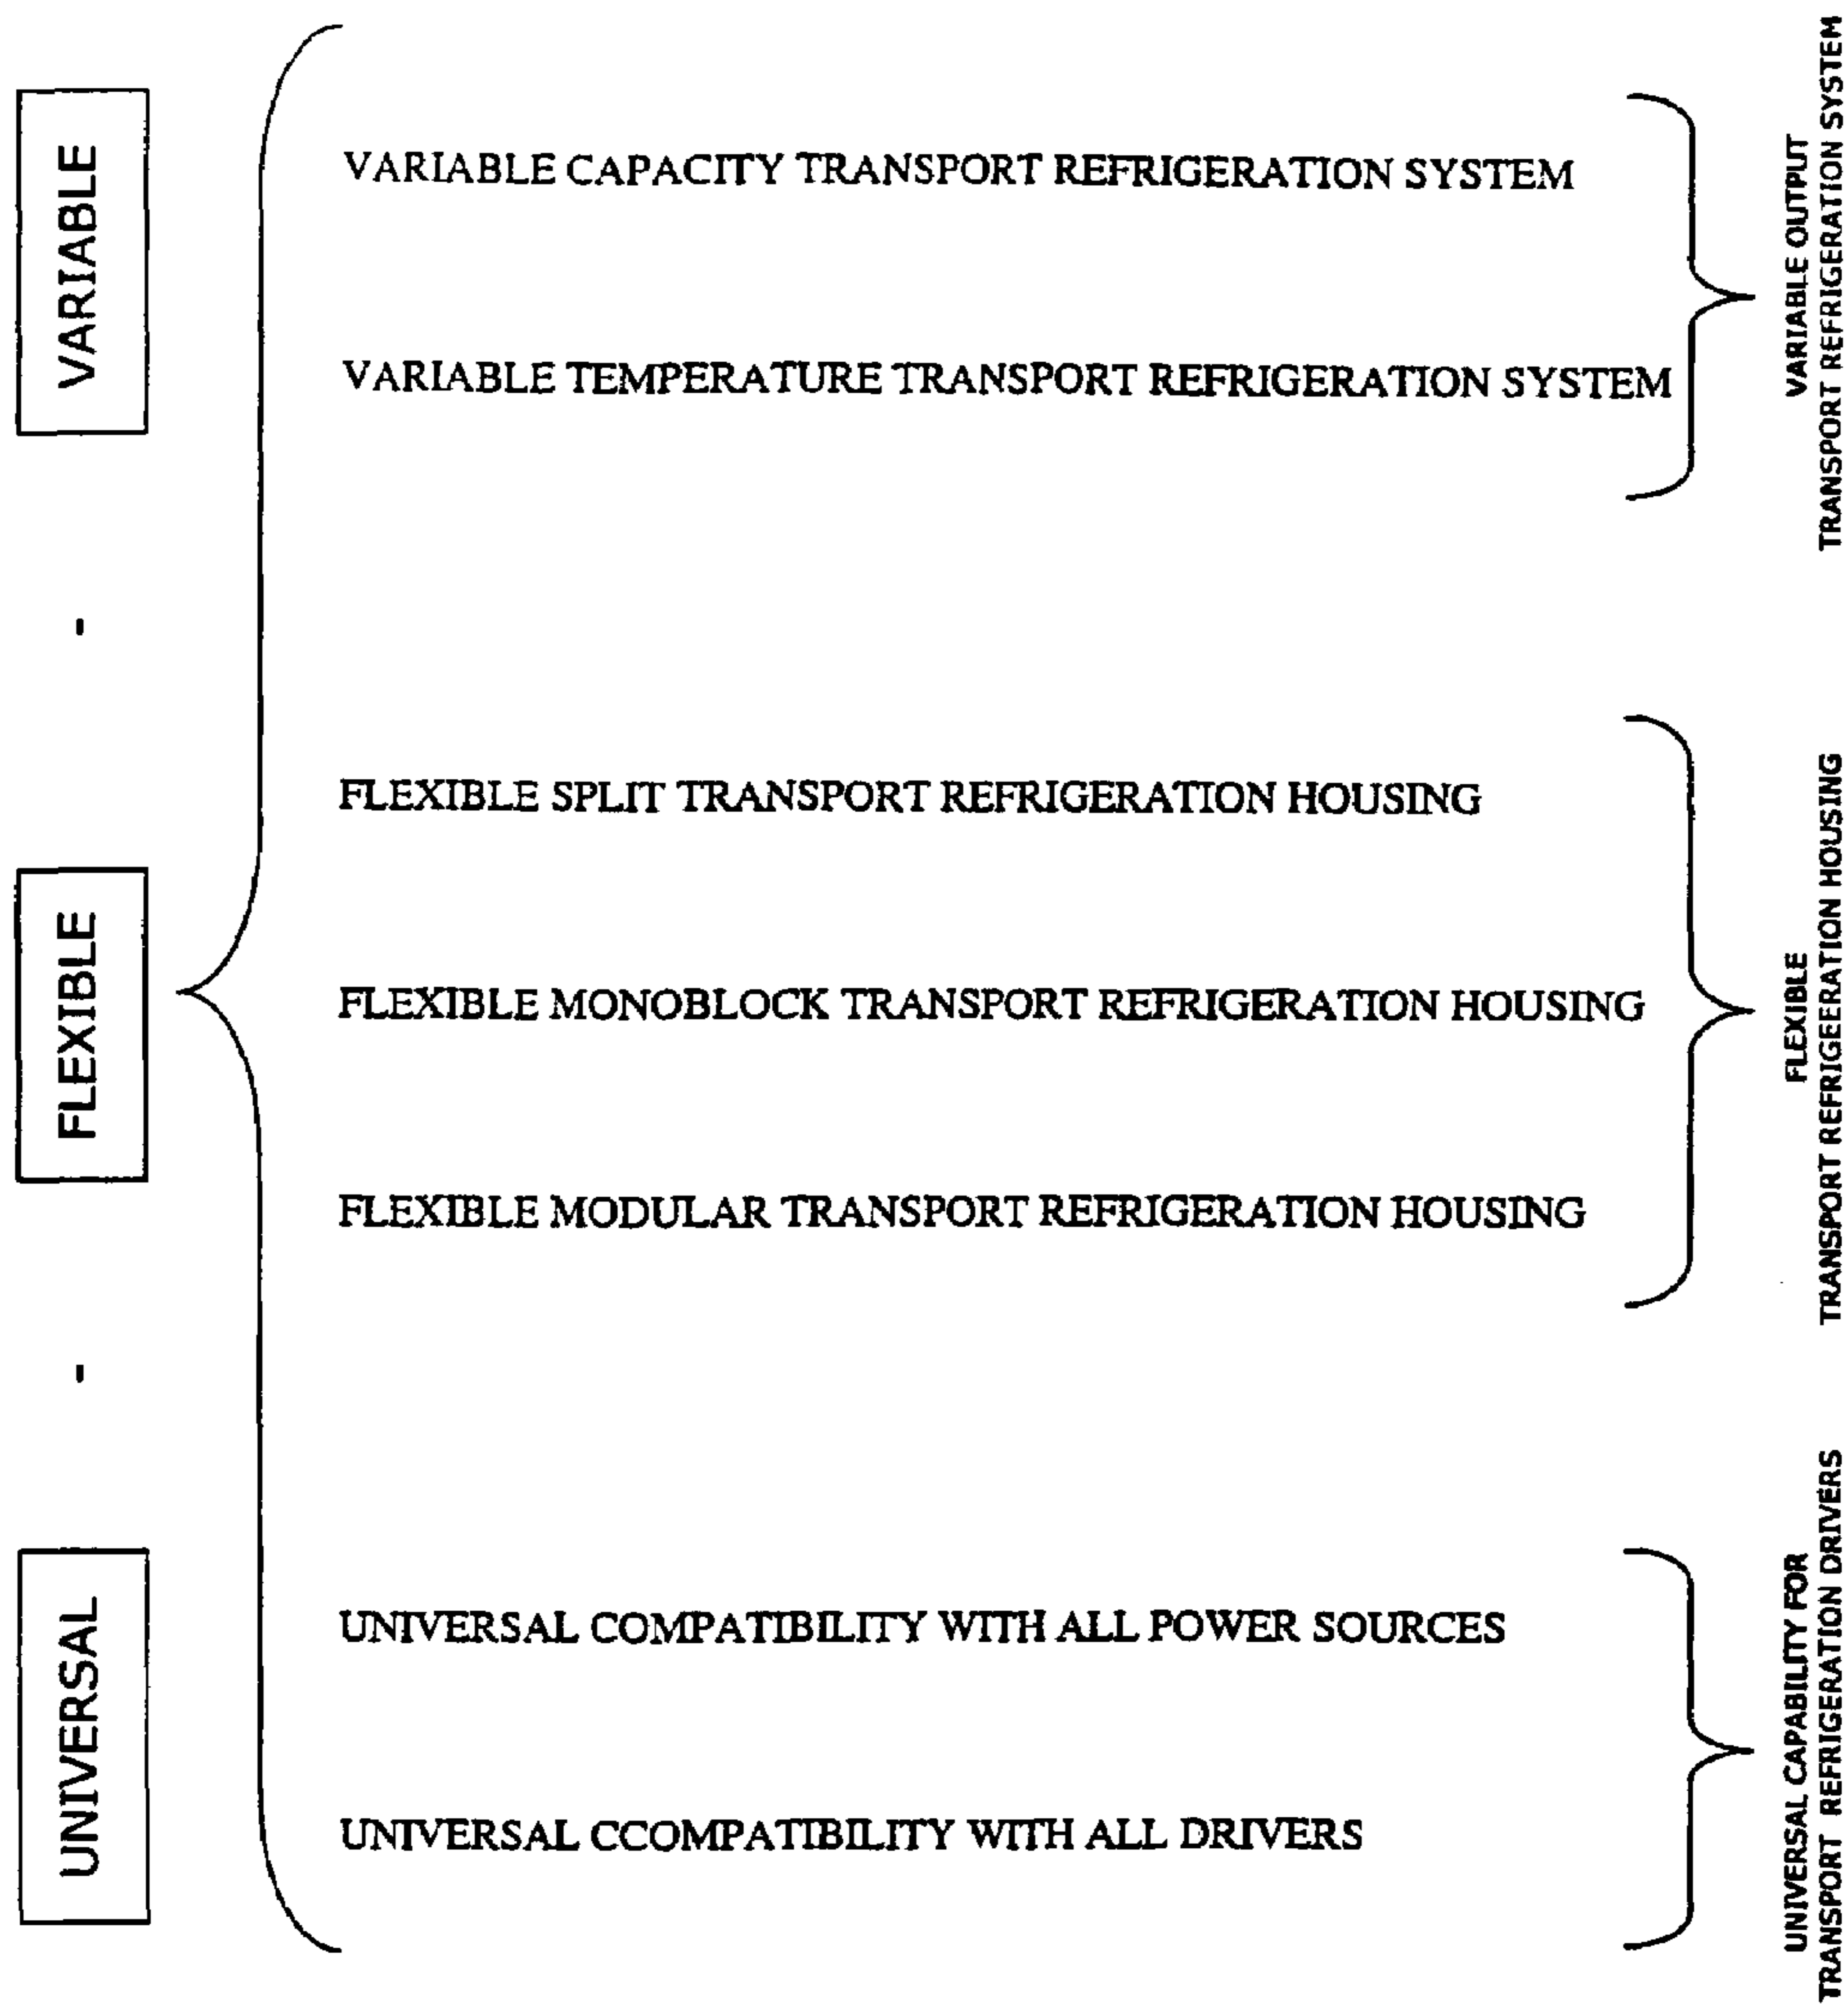 VARIABLE
-
FLEXIBLE
-
UNIVERSAL
VARIABLE CAPACITY TRANSPORT REFRIGERATION SYSTEM
VARIABLE TEMPERATURE TRANSPORT REFRIGERATION SYSTEM
VARIABLE OUTPUT
TRANSPORT REFRIGERATION SYSTEM
FLEXIBLE SPLIT TRANSPORT REFRIGERATION HOUSING
FLEXIBLE MONOBLOCK TRANSPORT REFRIGERATION HOUSING
FLEXIBLE MODULAR TRANSPORT REFRIGERATION HOUSING
FLEXIBLE
TRANSPORT REFRIGEERATION HOUSING
UNIVERSAL COMPATIBILITY WITH ALL POWER SOURCES
UNIVERSAL CCOMPATIBILITY WITH ALL DRIVERS
UNIVERSAL CAPABILITY FOR
TRANSPORT REFRIGERATION DRIVERS